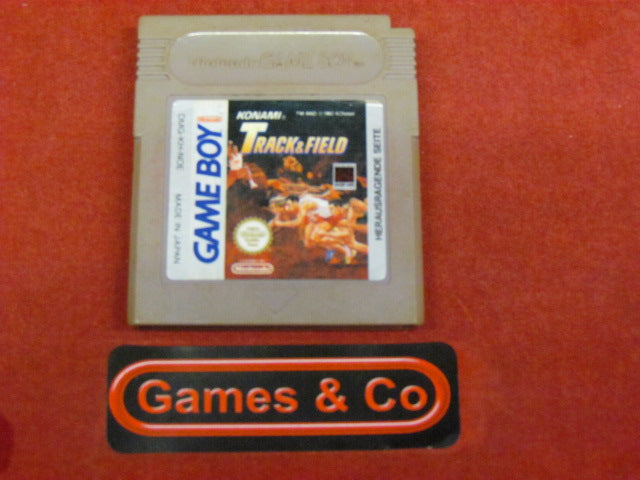 Nintendo GAME BOY
KONAMI
TRACK & FIELD
GAME BOY
MADE IN JAPAN
HERAUSRAGENDE SEITE
Nintendo
Games & Co